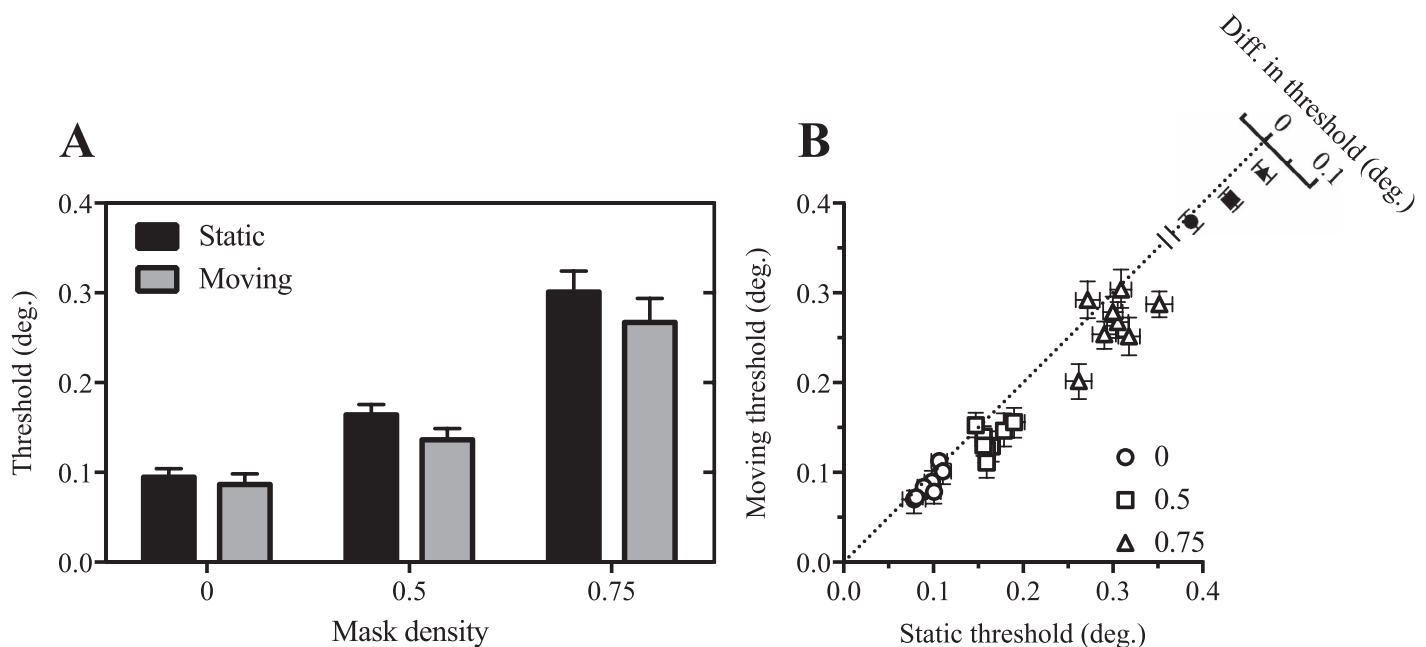 A
Threshold (deg.)
0.4
0.3
0.2
0.1
0.0
Static
Moving
0
0.5
0.75
Mask density
B
Moving threshold (deg.)
0.4
0.3
0.2
0.1
0.0
0
0.5
0.75
0.0
0.1
0.2
0.3
0.4
Static threshold (deg.)
Diff. in threshold (deg.)
0
0.1